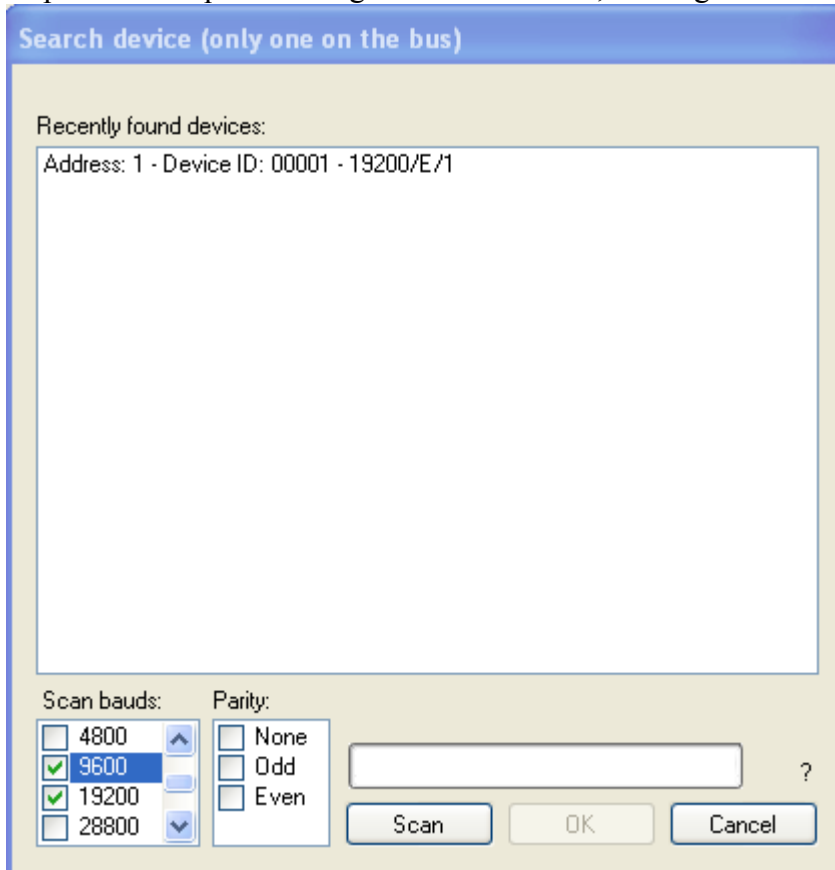 Search device (only one on the bus)
Recently found devices:
Address: 1 - Device ID: 00001 - 19200/E/1
Scan bauds:
Parity:
4800
9600
19200
28800
None
Odd
Even
?
Scan
OK
Cancel